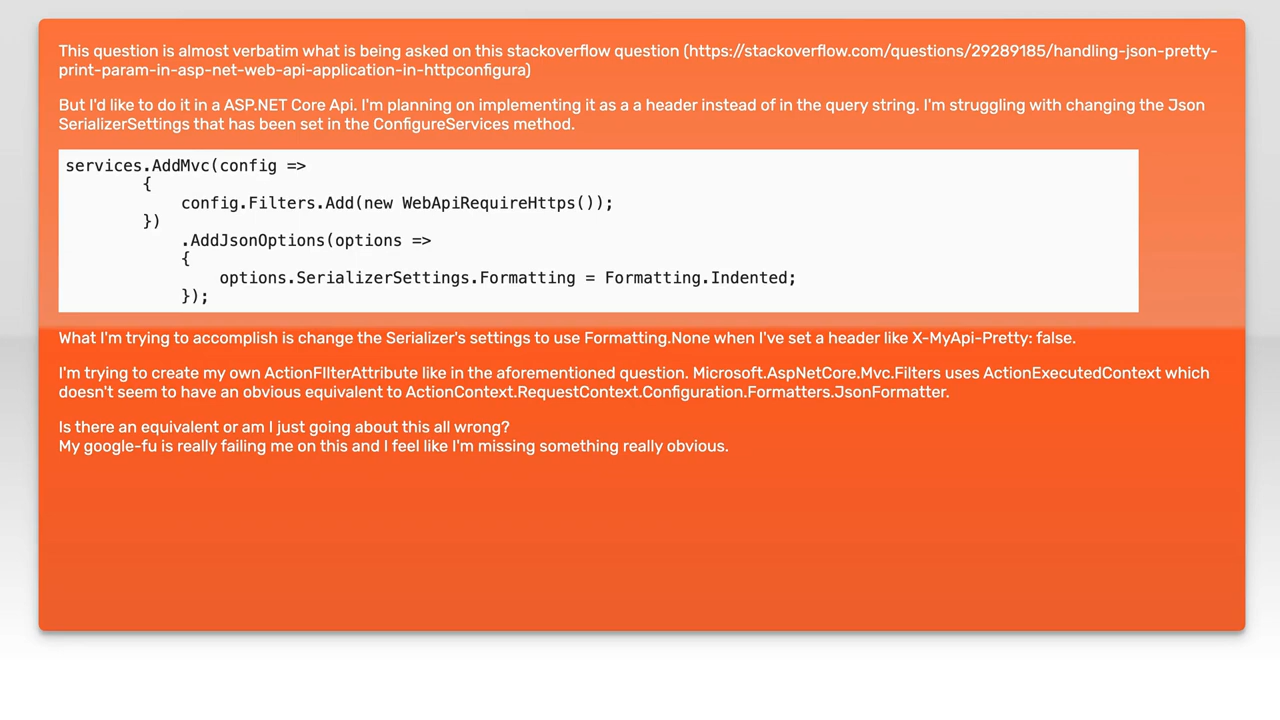 This question is almost verbatim what is being asked on this stackoverflow question (https://stackoverflow.com/questions/29289185/handling-json-pretty-
print-param-in-asp-net-web-api-application-in-httpconfigura)
But I'd like to do it in a ASP.NET Core Api. I'm planning on implementing it as a a header instead of in the query string. I'm struggling with changing the Json
SerializerSettings that has been set in the ConfigureServices method.
services.AddMvc(config =>
{
config.Filters.Add(new WebApiRequireHttps());
})
.AddJsonOptions(options =>
{
options.SerializerSettings.Formatting = Formatting.Indented;
});
What I'm trying to accomplish is change the Serializer's settings to use Formatting.None when I've set a header like X-MyApi-Pretty: false.
I'm trying to create my own ActionFIlterAttribute like in the aforementioned question. Microsoft.AspNetCore.Mvc.Filters uses ActionExecutedContext which
doesn't seem to have an obvious equivalent to ActionContext.RequestContext.Configuration.Formatters.JsonFormatter.
Is there an equivalent or am I just going about this all wrong?
My google-fu is really failing me on this and I feel like I'm missing something really obvious.